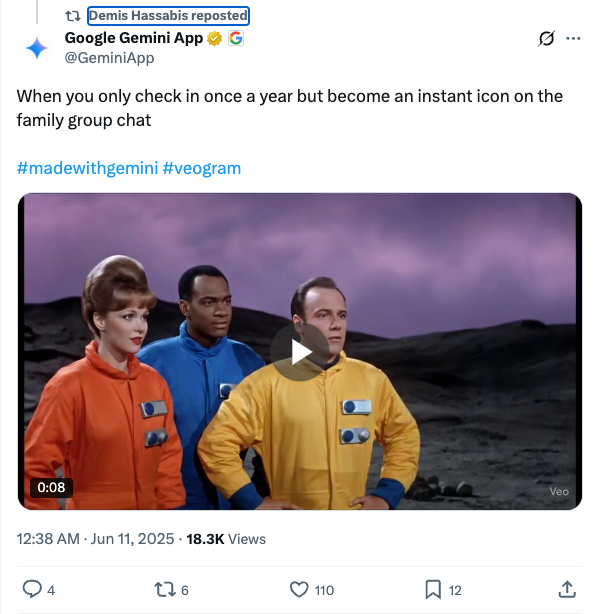 Demis Hassabis reposted
Google Gemini App
@GeminiApp
When you only check in once a year but become an instant icon on the
family group chat
#madewithgemini #veogram
0:08
Veo
12:38 AM · Jun 11, 2025 · 18.3K Views
4 6 110 12